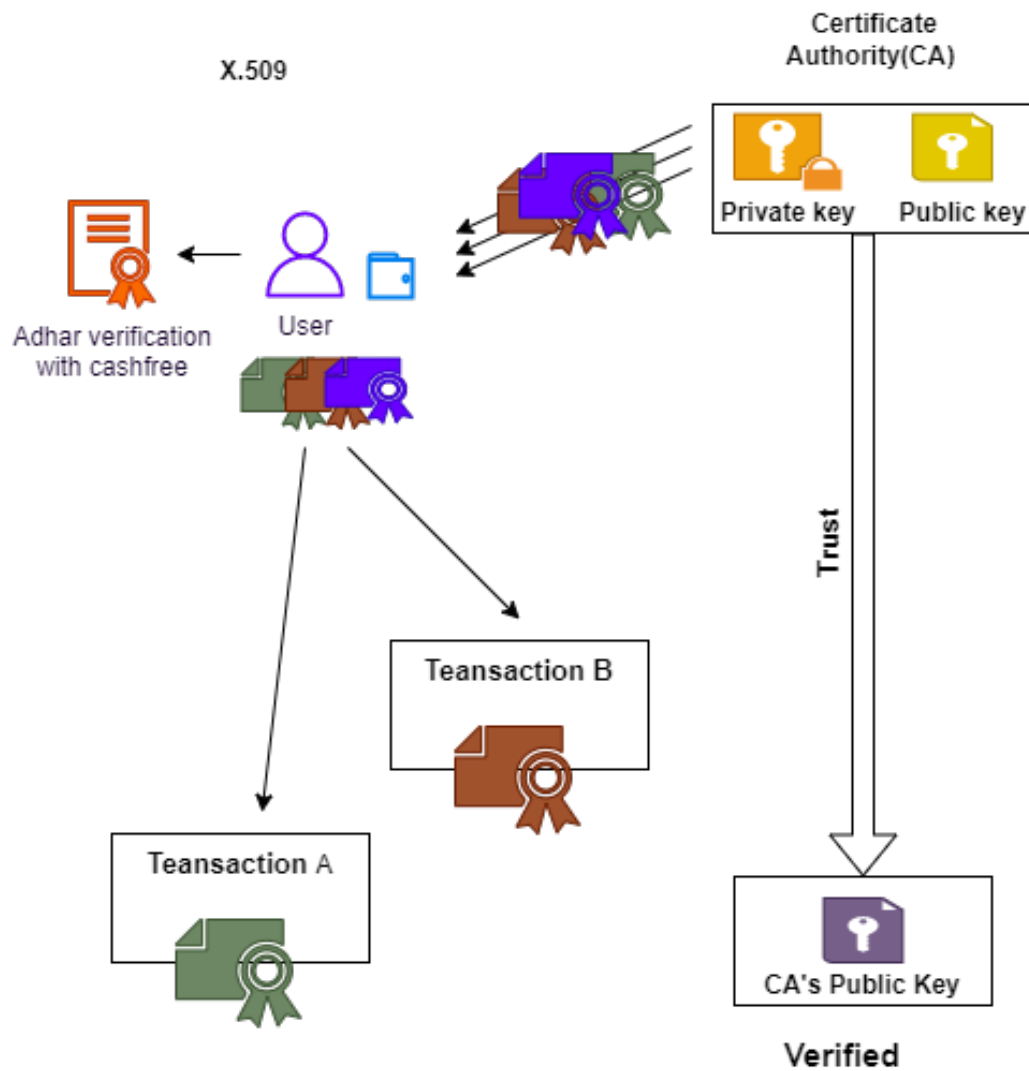 Certificate
Authority(CA)
X.509
Private key
Public key
User
Adhar verification
with cashfree
Trust
Teansaction B
Teansaction A
CA's Public Key
Verified